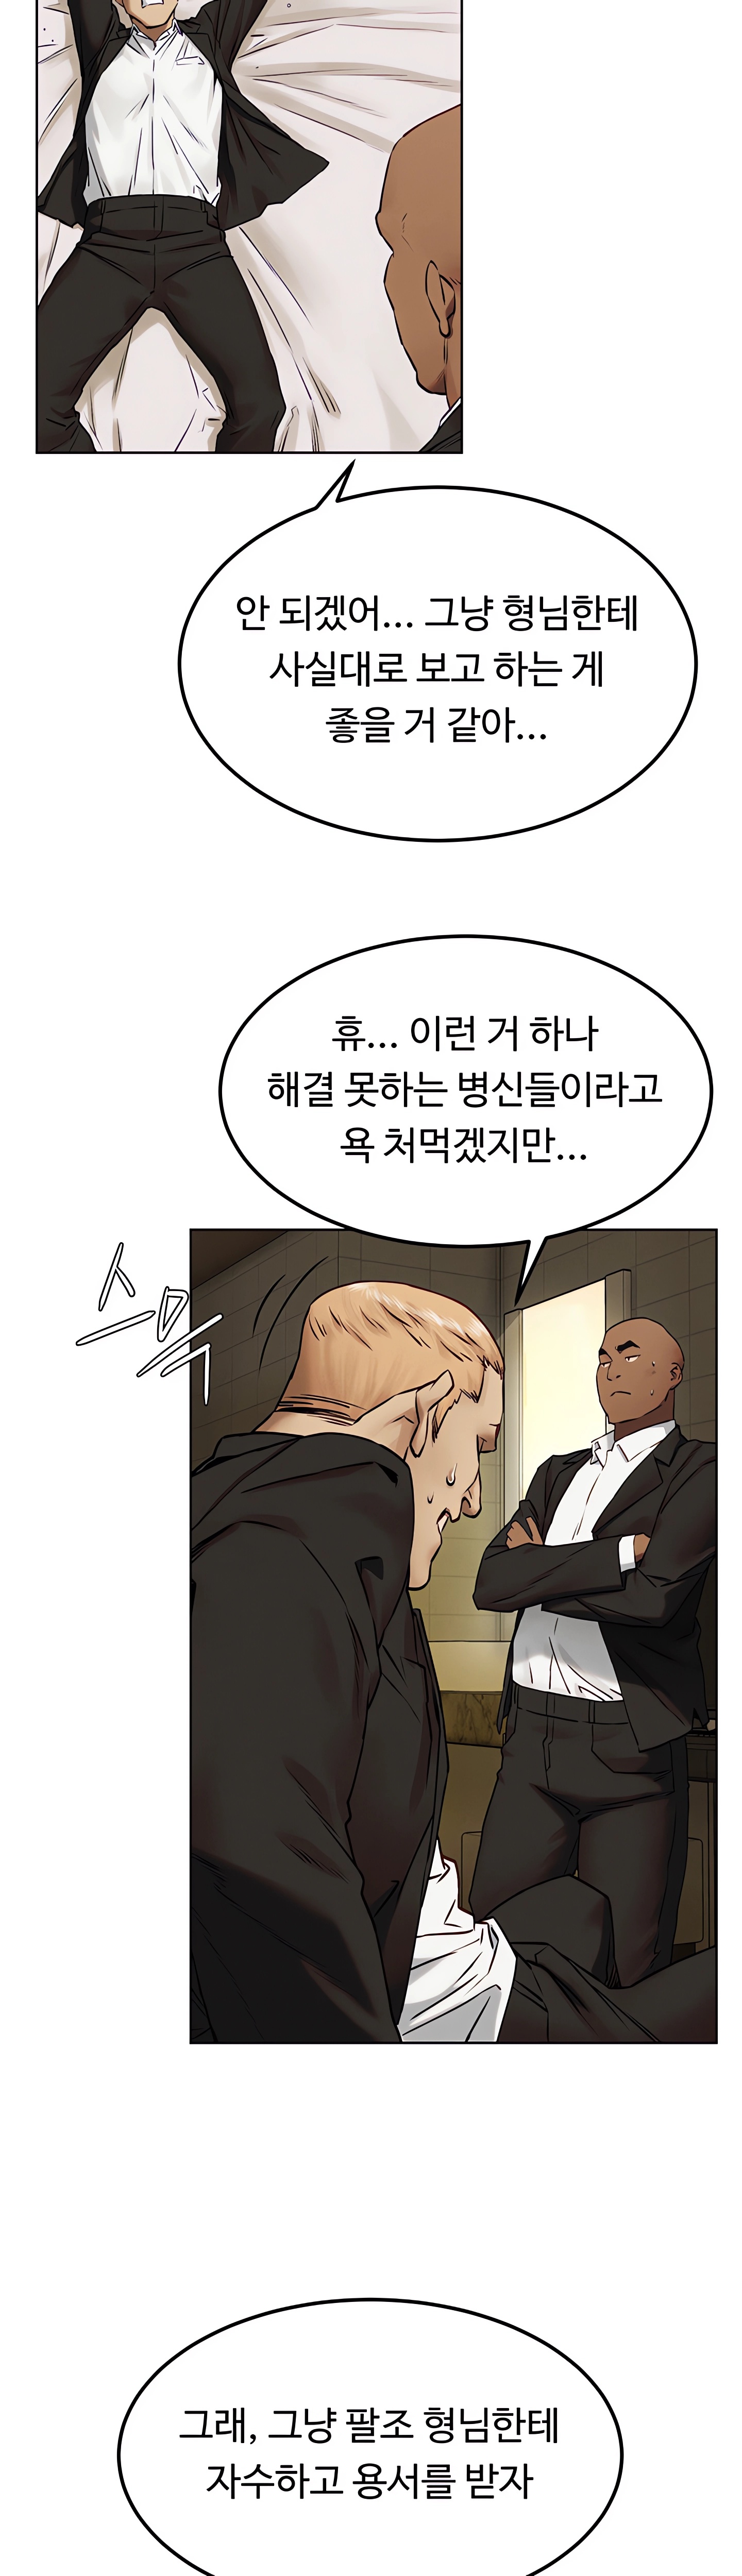 안 되겠어... 그냥 형님한테
사실대로 보고 하는 게
좋을 거 같아...
휴... 이런 거 하나
해결 못하는 병신들이라고
욕 처먹겠지만...
스윽
그래, 그냥 팔조 형님한테
자수하고 용서를 받자